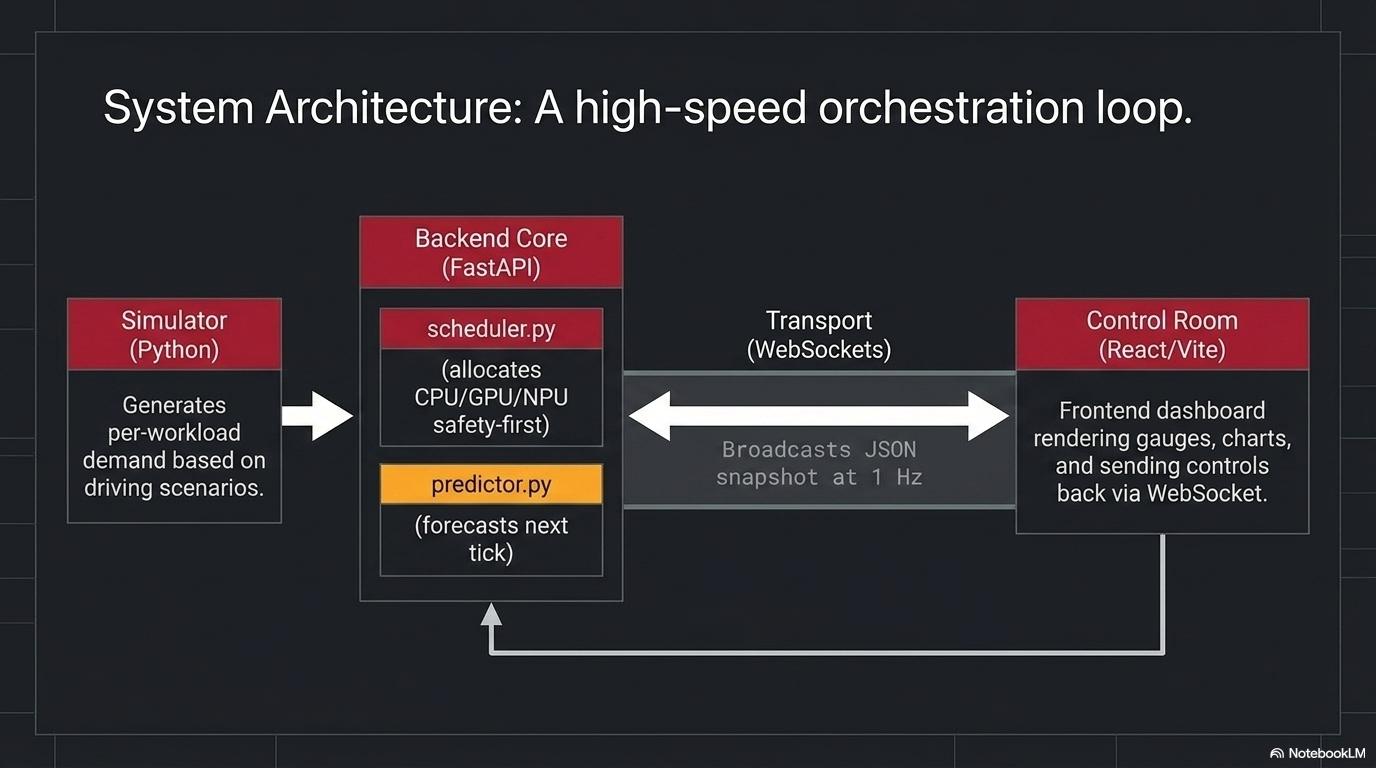 System Architecture: A high-speed orchestration loop.
Simulator
(Python)
Generates
per-workload
demand based on
driving scenarios.
Backend Core
(FastAPI)
scheduler.py
(allocates
CPU/GPU/NPU
safety-first)
predictor.py
(forecasts next
tick)
Transport
(WebSockets)
Broadcasts JSON
snapshot at 1 Hz
Control Room
(React/Vite)
Frontend dashboard
rendering gauges, charts,
and sending controls
back via WebSocket.
NotebookLM